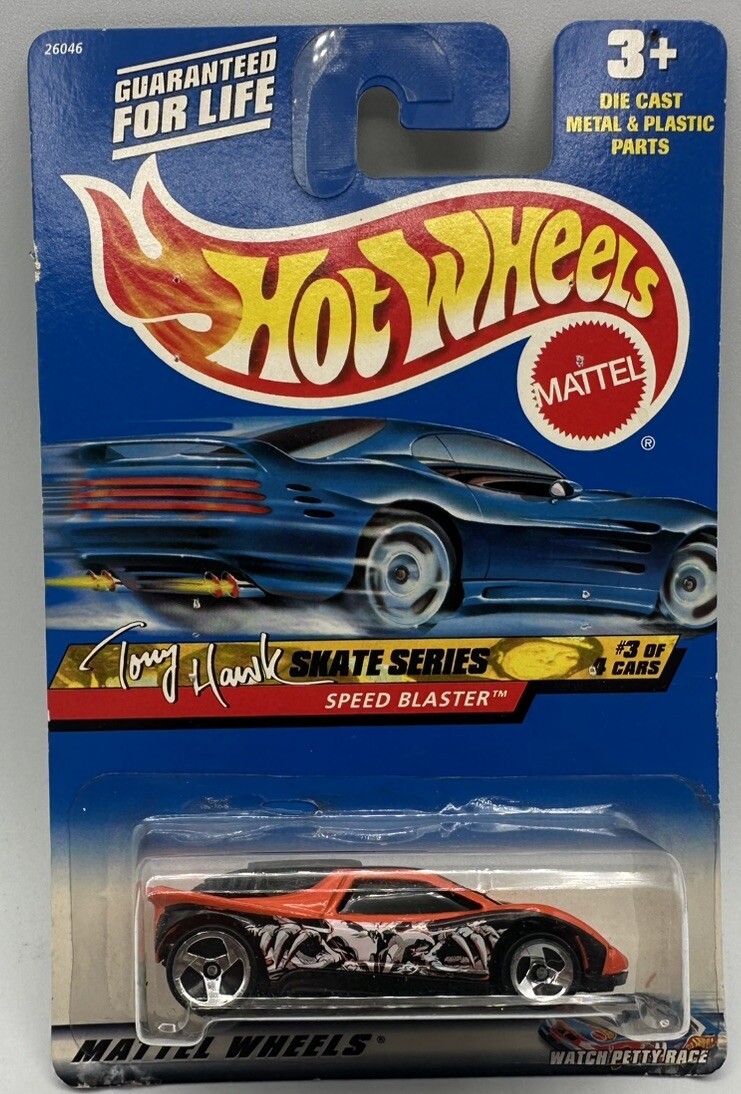 26046
GUARANTEED
FOR LIFE
3+
DIE CAST
METAL & PLASTIC
PARTS
HOT WHEELS
MATTEL
®
Tony Hawk SKATE SERIES
#3 OF
4 CARS
SPEED BLASTER™
MATTEL WHEELS®
WATCH PETTY RACE